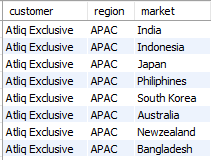 customer region market
Atliq Exclusive APAC India
Atliq Exclusive APAC Indonesia
Atliq Exclusive APAC Japan
Atliq Exclusive APAC Philiphines
Atliq Exclusive APAC South Korea
Atliq Exclusive APAC Australia
Atliq Exclusive APAC Newzealand
Atliq Exclusive APAC Bangladesh